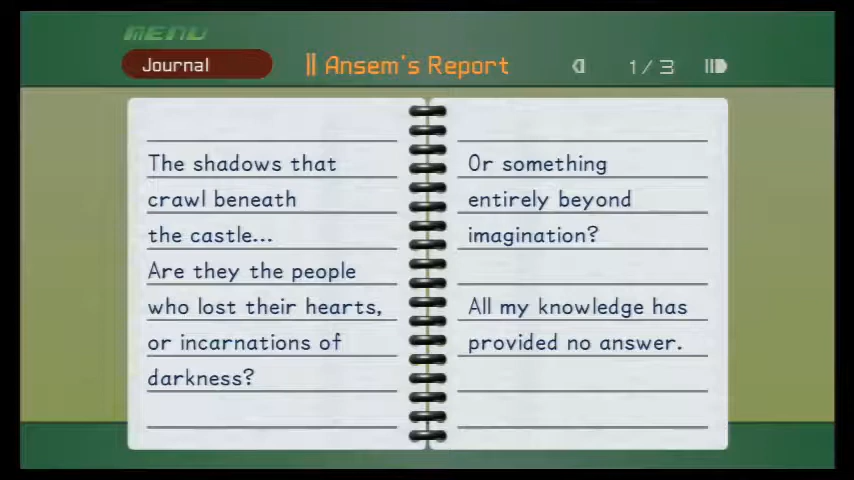 MENU
Journal
Ansem's Report
1/3
The shadows that
crawl beneath
the castle...
Are they the people
who lost their hearts,
or incarnations of
darkness?
Or something
entirely beyond
imagination?
All my knowledge has
provided no answer.